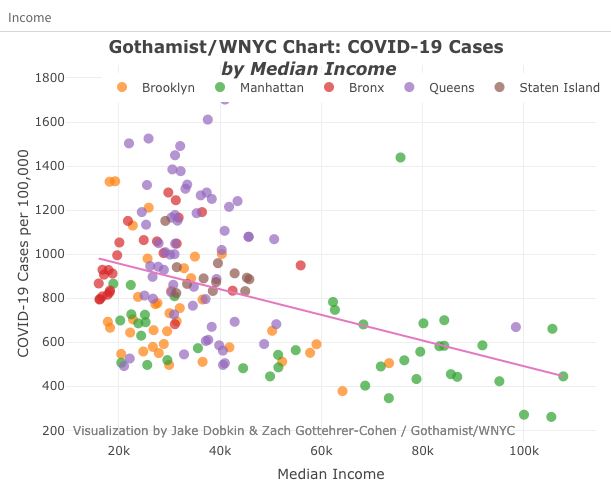 Income
Gothamist/WNYC Chart: COVID-19 Cases
by Median Income
Brooklyn Manhattan Bronx Queens Staten Island
1800
1600
1400
1200
1000
800
600
400
200
COVID-19 Cases per 100,000
Visualization by Jake Dobkin & Zach Gottehrer-Cohen / Gothamist/WNYC
20k 40k 60k 80k 100k
Median Income